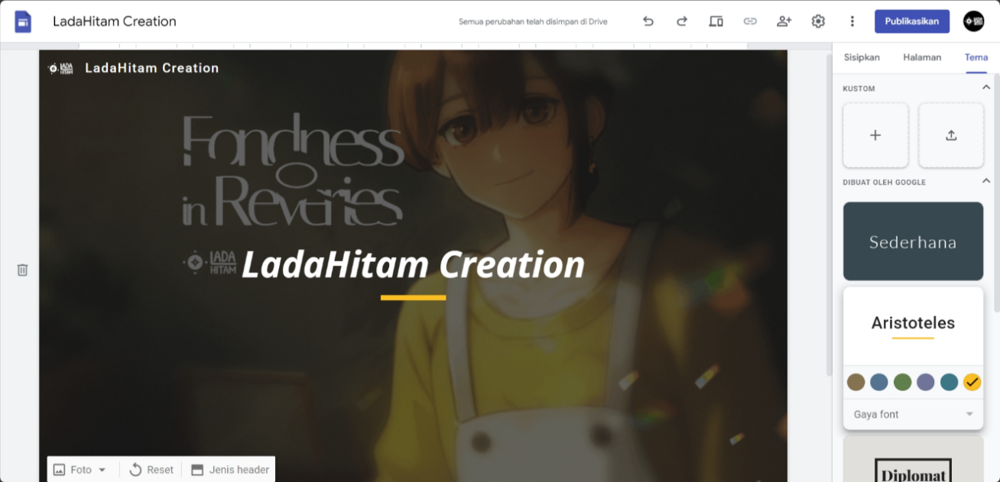 LadaHitam Creation
Semua perubahan telah disimpan di Drive
Publikasikan
Sisipkan
Halaman
Tema
LADA
HITAM
LadaHitam Creation
Fondness
in Reveries
LADA
HITAM
LadaHitam Creation
Foto
Reset
Jenis header
KUSTOM
DIBUAT OLEH GOOGLE
Sederhana
Aristoteles
Gaya font
Diplomat